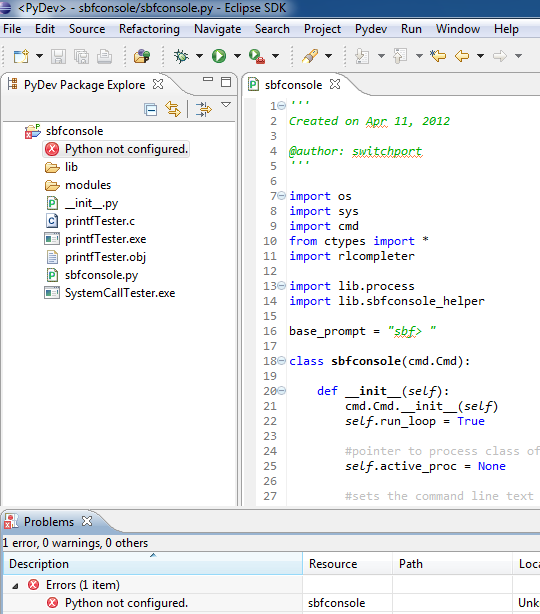 <PyDev> - sbfconsole/sbfconsole.py - Eclipse SDK
File Edit Source Refactoring Navigate Search Project Pydev Run Window Help
PyDev Package Explore
sbfconsole
Python not configured.
lib
modules
__init__.py
printfTester.c
printfTester.exe
printfTester.obj
sbfconsole.py
SystemCallTester.exe
sbfconsole
1 '''
2 Created on Apr 11, 2012
3
4 @author: switchport
5 '''
6
7 import os
8 import sys
9 import cmd
10 from ctypes import *
11 import rlcompleter
12
13 import lib.process
14 import lib.sbfconsole_helper
15
16 base_prompt = "sbf> "
17
18 class sbfconsole(cmd.Cmd):
19
20 def __init__(self):
21 cmd.Cmd.__init__(self)
22 self.run_loop = True
23
24 #pointer to process class of
25 self.active_proc = None
26
27 #sets the command line text
Problems
1 error, 0 warnings, 0 others
Description Resource Path Loca
Errors (1 item)
Python not configured. sbfconsole Unk